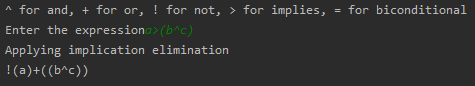 ^ for and, + for or, ! for not, > for implies, = for biconditional
Enter the expressiona>(b^c)
Applying implication elimination
!(a)+((b^c))